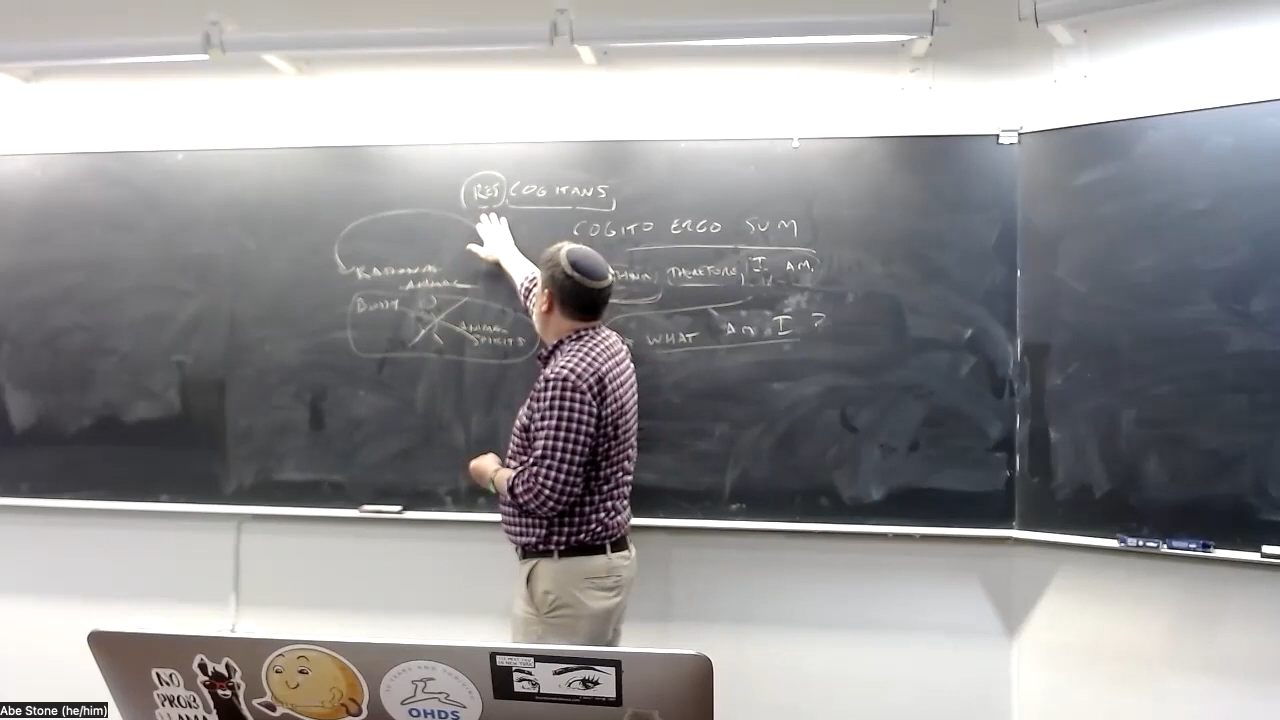 RES COGITANS
COGITO ERGO SUM
RATIONAL
ANIMAL
THEREFORE, I AM.
BODY
ANIMAL
SPIRITS
WHAT AM I ?
NO
PROB
LLAMA
OHDS
Abe Stone (he/him)